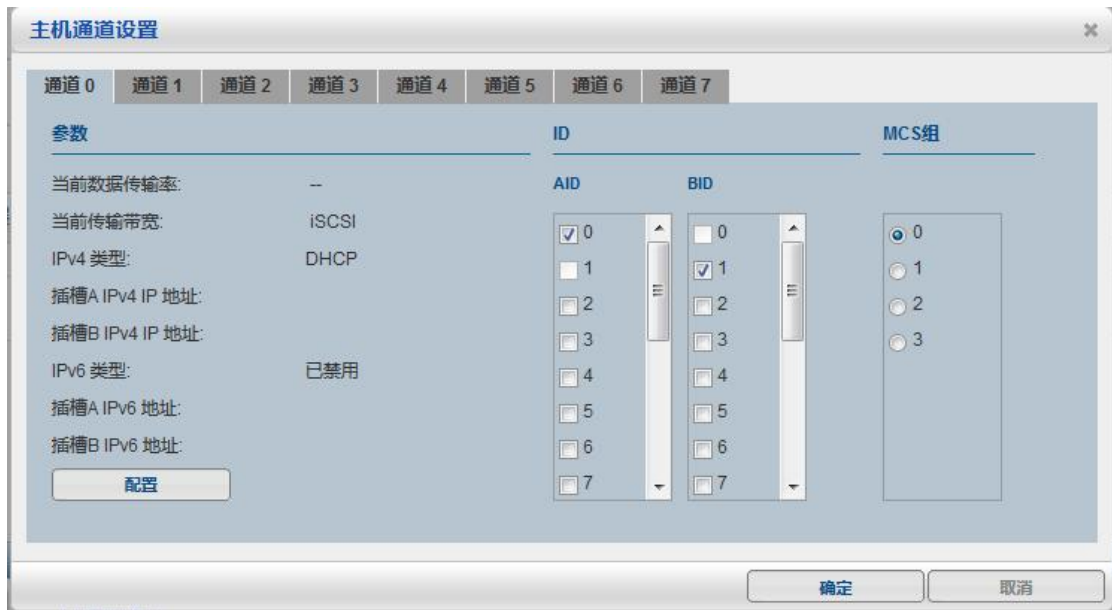 主机通道设置
通道 0 通道 1 通道 2 通道 3 通道 4 通道 5 通道 6 通道 7
参数 ID MCS组
当前数据传输率: -- AID BID
当前传输带宽: iSCSI 0 0 0
IPv4 类型: DHCP 1 1 1
插槽A IPv4 IP 地址: 2 2 2
插槽B IPv4 IP 地址: 3 3 3
IPv6 类型: 已禁用 4 4
插槽A IPv6 地址: 5 5
插槽B IPv6 地址: 6 6
配置 7 7
确定 取消